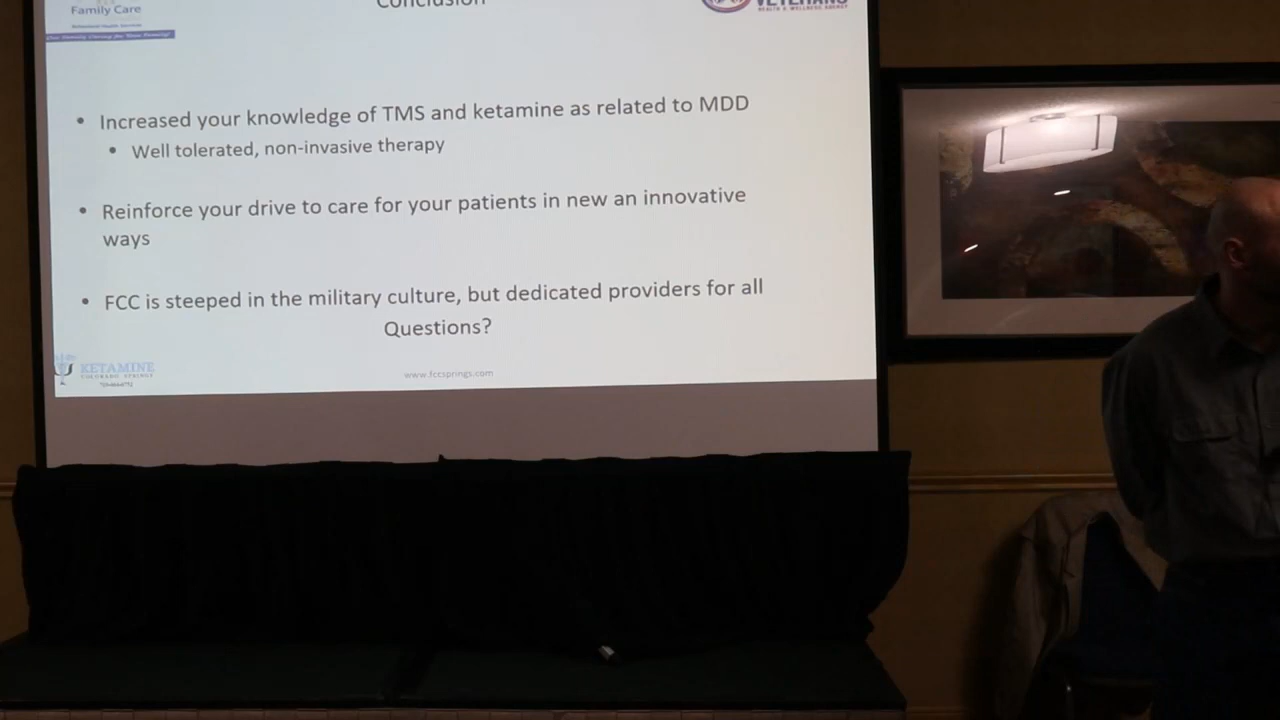 Family Care
Conclusion
VETERANS
HEALTH & WELLNESS AGENCY
• Increased your knowledge of TMS and ketamine as related to MDD
• Well tolerated, non-invasive therapy
• Reinforce your drive to care for your patients in new an innovative
ways
• FCC is steeped in the military culture, but dedicated providers for all
Questions?
KETAMINE
COLORADO SPRINGS
www.fccsprings.com